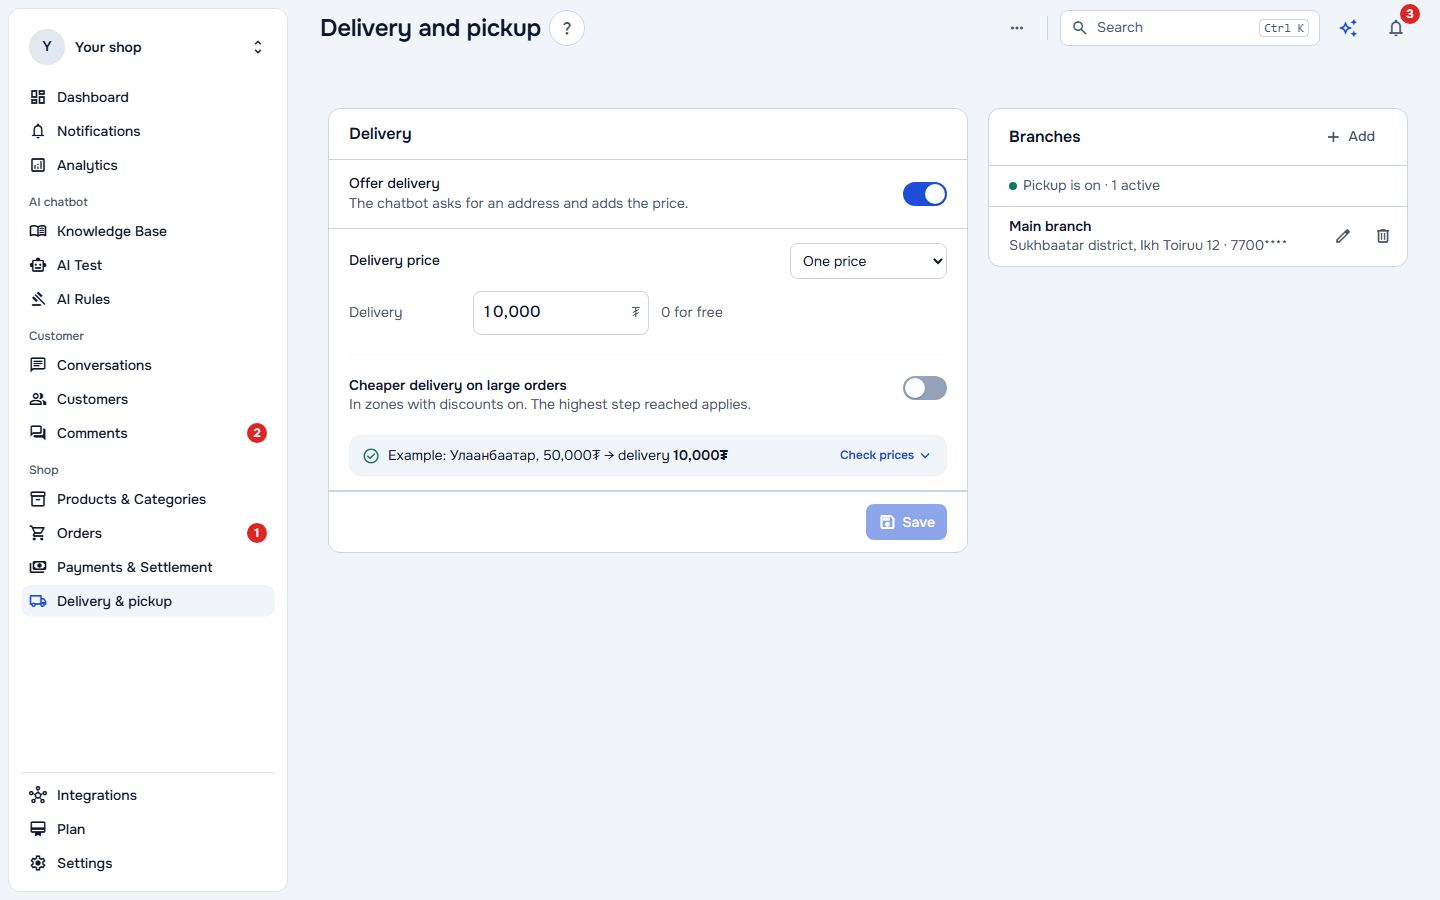 Y
Your shop
Dashboard
Notifications
Analytics
AI chatbot
Knowledge Base
AI Test
AI Rules
Customer
Conversations
Customers
Comments 2
Shop
Products & Categories
Orders 1
Payments & Settlement
Delivery & pickup
Integrations
Plan
Settings
Delivery and pickup ?
Search Ctrl K
3
Delivery
Offer delivery
The chatbot asks for an address and adds the price.
Delivery price One price
Delivery 10,000 ₮ 0 for free
Cheaper delivery on large orders
In zones with discounts on. The highest step reached applies.
Example: Улаанбаатар, 50,000₮ → delivery 10,000₮ Check prices
Save
Branches + Add
Pickup is on · 1 active
Main branch
Sukhbaatar district, Ikh Toiruu 12 · 7700****